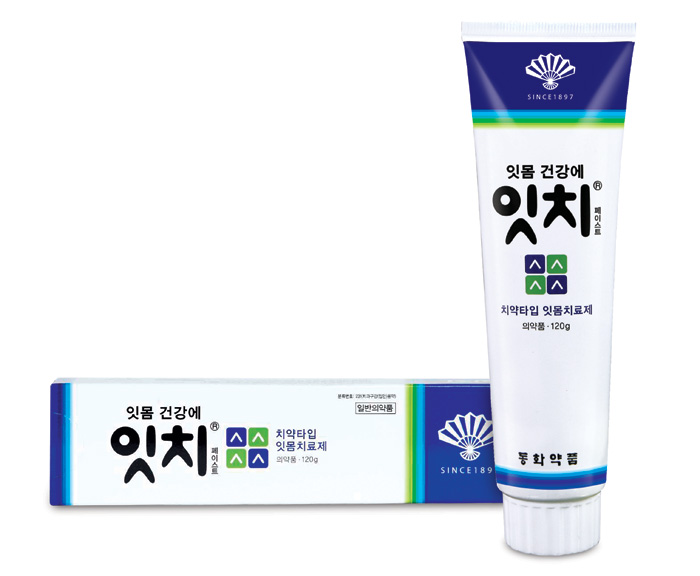 SINCE1897
잇몸 건강에
잇치®
페이스트
치약타입 잇몸치료제
의약품·120g
동화약품
일반의약품
잇몸 건강에
잇치®
페이스트
치약타입
잇몸치료제
의약품·120g
SINCE189